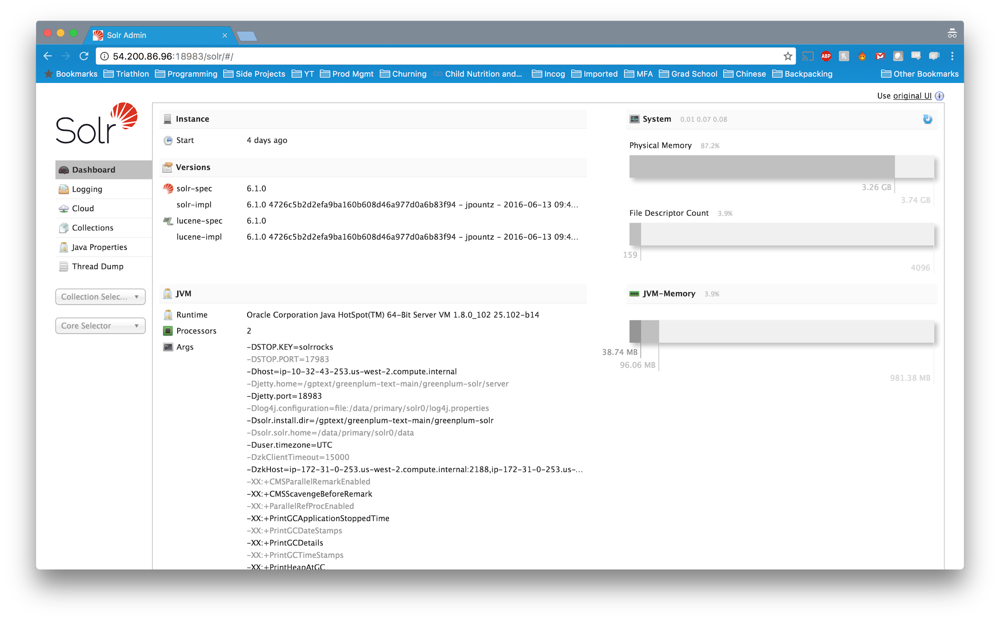 Solr Admin
54.200.86.96:18983/solr/#/
ABP
CSS
Bookmarks Triathlon Programming Side Projects YT Prod Mgmt Churning Child Nutrition and... Incog Imported MFA Grad School Chinese Backpacking Other Bookmarks
Use original UI
Solr
Dashboard
Logging
Cloud
Collections
Java Properties
Thread Dump
Collection Selec...
Core Selector
Instance
Start 4 days ago
Versions
solr-spec 6.1.0
solr-impl 6.1.0 4726c5b2d2efa9ba160b608d46a977d0a6b83f94 - jpountz - 2016-06-13 09:4...
lucene-spec 6.1.0
lucene-impl 6.1.0 4726c5b2d2efa9ba160b608d46a977d0a6b83f94 - jpountz - 2016-06-13 09:4...
JVM
Runtime Oracle Corporation Java HotSpot(TM) 64-Bit Server VM 1.8.0_102 25.102-b14
Processors 2
Args -DSTOP.KEY=solrrocks
-DSTOP.PORT=17983
-Dhost=ip-10-32-43-253.us-west-2.compute.internal
-Djetty.home=/gptext/greenplum-text-main/greenplum-solr/server
-Djetty.port=18983
-Dlog4j.configuration=file:/data/primary/solr0/log4j.properties
-Dsolr.install.dir=/gptext/greenplum-text-main/greenplum-solr
-Dsolr.solr.home=/data/primary/solr0/data
-Duser.timezone=UTC
-DzkClientTimeout=15000
-DzkHost=ip-172-31-0-253.us-west-2.compute.internal:2188,ip-172-31-0-253.us-...
-XX:+CMSParallelRemarkEnabled
-XX:+CMSScavengeBeforeRemark
-XX:+ParallelRefProcEnabled
-XX:+PrintGCApplicationStoppedTime
-XX:+PrintGCDateStamps
-XX:+PrintGCDetails
-XX:+PrintGCTimeStamps
-XX:+PrintHeapAtGC
System 0.01 0.07 0.08
Physical Memory 87.2%
3.26 GB
3.74 GB
File Descriptor Count 3.9%
159
4096
JVM-Memory 3.9%
38.74 MB
96.06 MB
981.38 MB